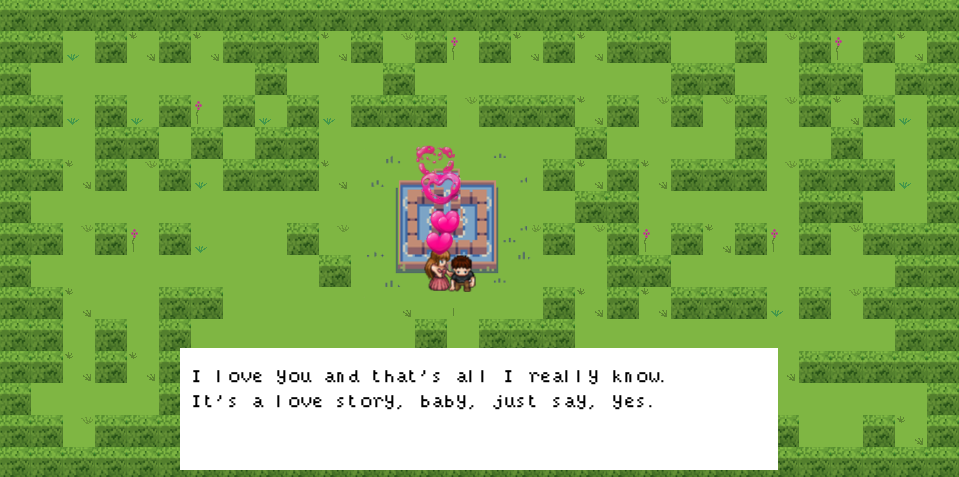 I love you and that's all I really know.
It's a love story, baby, just say, yes.